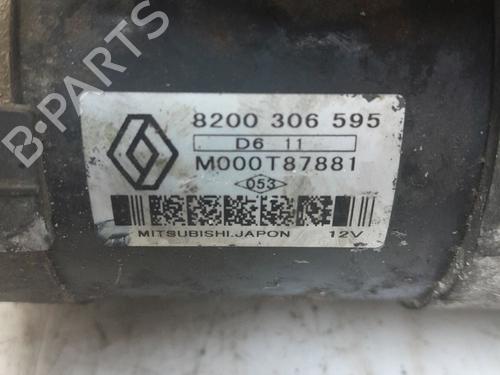 B-PARTS
8200 306 595
D6 11
M000T87881
053
MITSUBISHI.JAPON 12V